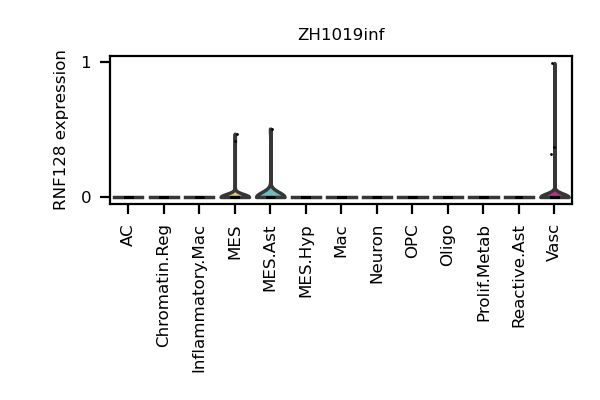 ZH1019inf
RNF128 expression
1
0
AC
Chromatin.Reg
Inflammatory.Mac
MES
MES.Ast
MES.Hyp
Mac
Neuron
OPC
Oligo
Prolif.Metab
Reactive.Ast
Vasc